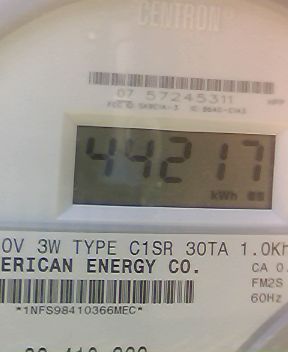 CENTRON
07 57245311
44217
kWh
0V 3W TYPE C1SR 30TA 1.0Kh
ERICAN ENERGY CO.
CA 0.
FM2S
60Hz
*1NFS98410366MEC*